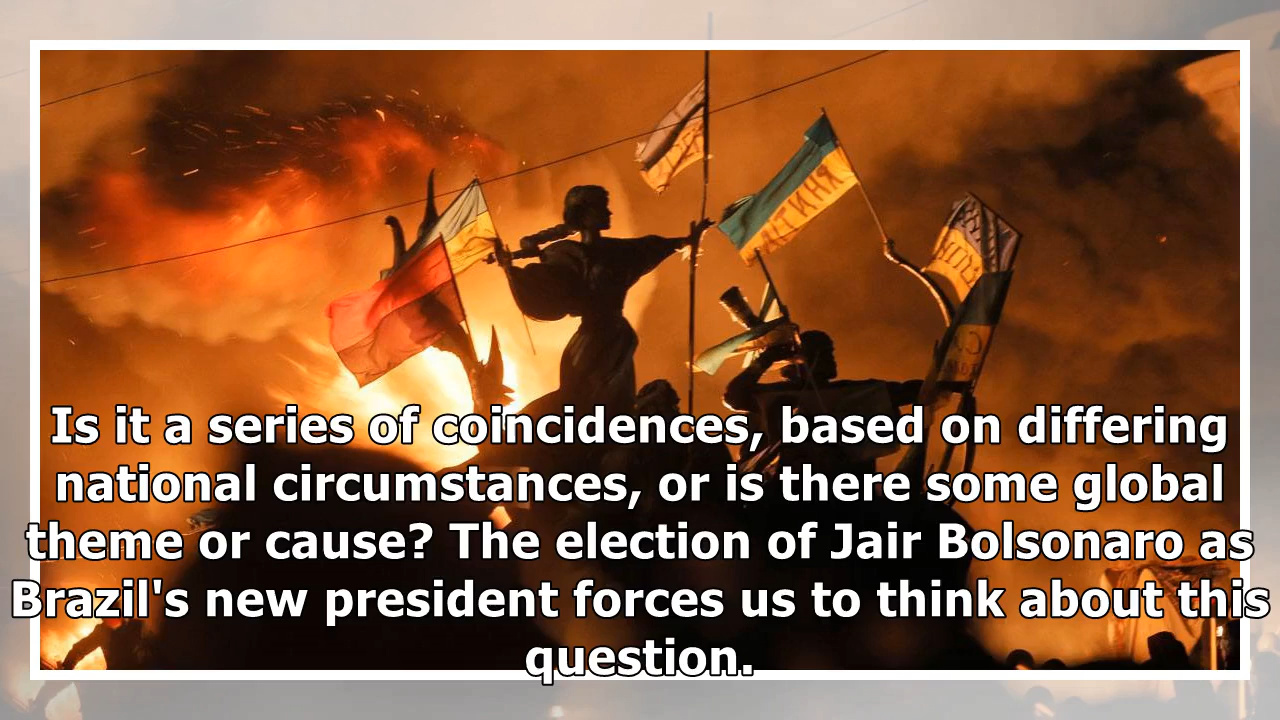 Is it a series of coincidences, based on differing
national circumstances, or is there some global
theme or cause? The election of Jair Bolsonaro as
Brazil's new president forces us to think about this
question.